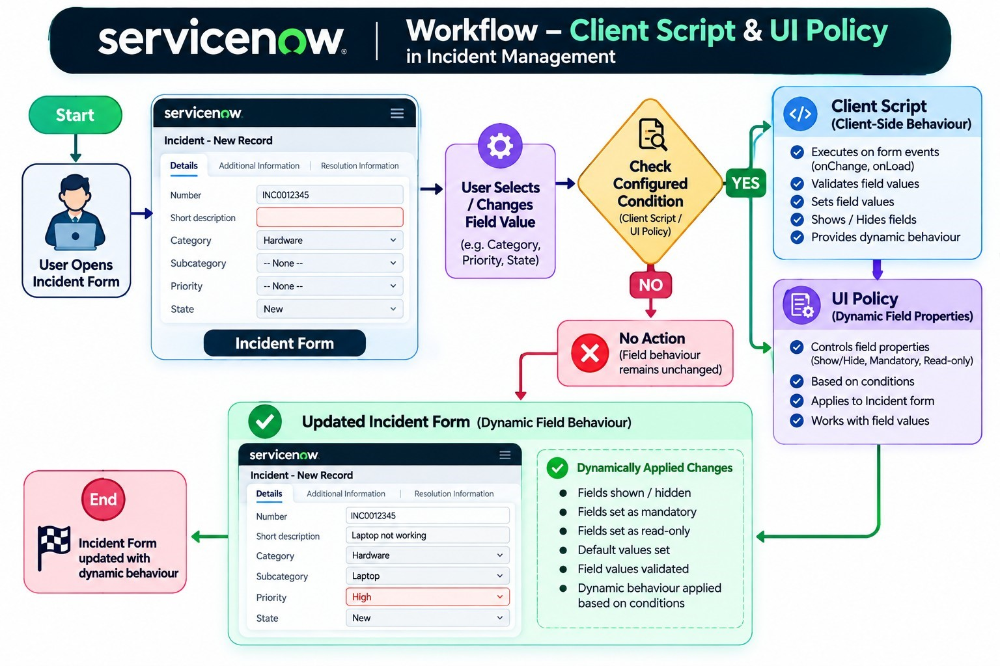 servicenow®
Workflow – Client Script & UI Policy
in Incident Management
Start
User Opens
Incident Form
servicenow
Incident - New Record
Details
Additional Information
Resolution Information
Number
INC0012345
Short description
Category
Hardware
Subcategory
-- None --
Priority
-- None --
State
New
Incident Form
User Selects
/ Changes
Field Value
(e.g. Category,
Priority, State)
Check
Configured
Condition
(Client Script /
UI Policy)
YES
NO
Client Script
(Client-Side Behaviour)
Executes on form events
(onChange, onLoad)
Validates field values
Sets field values
Shows / Hides fields
Provides dynamic behaviour
UI Policy
(Dynamic Field Properties)
Controls field properties
(Show/Hide, Mandatory, Read-only)
Based on conditions
Applies to Incident form
Works with field values
No Action
(Field behaviour
remains unchanged)
Updated Incident Form (Dynamic Field Behaviour)
servicenow
Incident - New Record
Details
Additional Information
Resolution Information
Number
INC0012345
Short description
Laptop not working
Category
Hardware
Subcategory
Laptop
Priority
High
State
New
Dynamically Applied Changes
Fields shown / hidden
Fields set as mandatory
Fields set as read-only
Default values set
Field values validated
Dynamic behaviour applied
based on conditions
End
Incident Form
updated with
dynamic behaviour